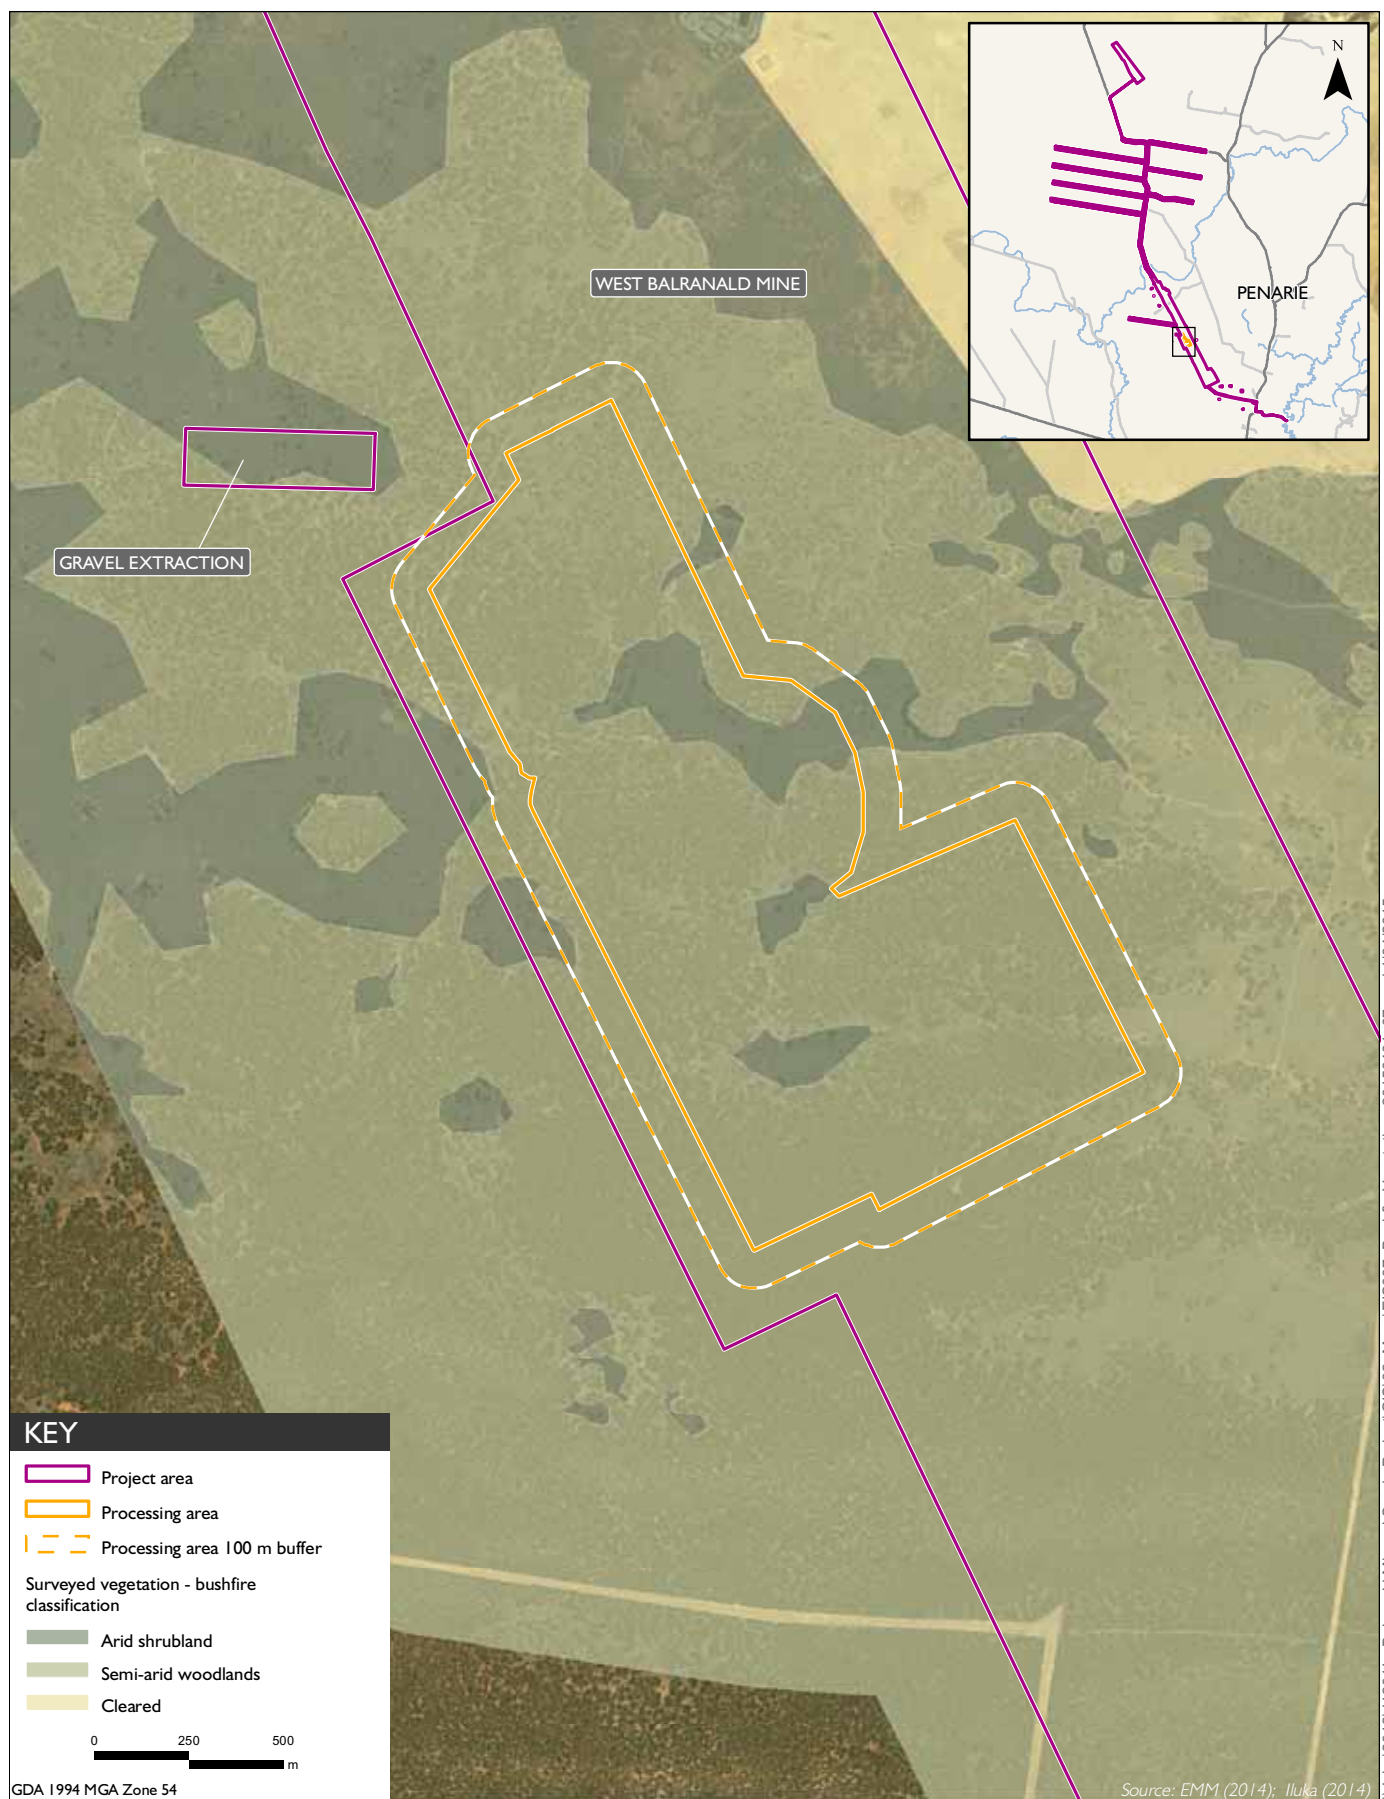 N
PENARIE
WEST BALRANALD MINE
GRAVEL EXTRACTION
KEY
Project area
Processing area
Processing area 100 m buffer
Surveyed vegetation - bushfire
classification
Arid shrubland
Semi-arid woodlands
Cleared
0 250 500
m
GDA 1994 MGA Zone 54
Source: EMM (2014); Iluka (2014)